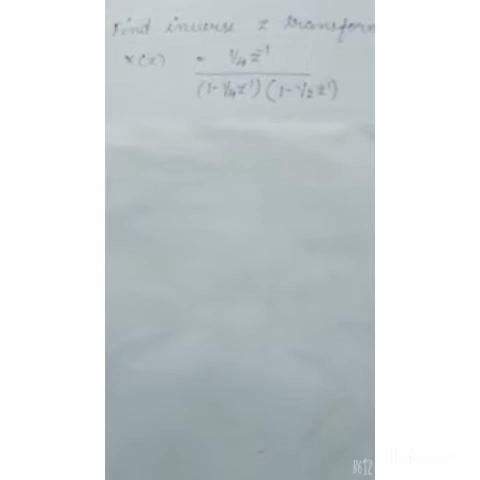 Find inverse z transform
x(z) = 1/4 z⁻¹
(1-1/4 z⁻¹) (1-1/2 z⁻¹)